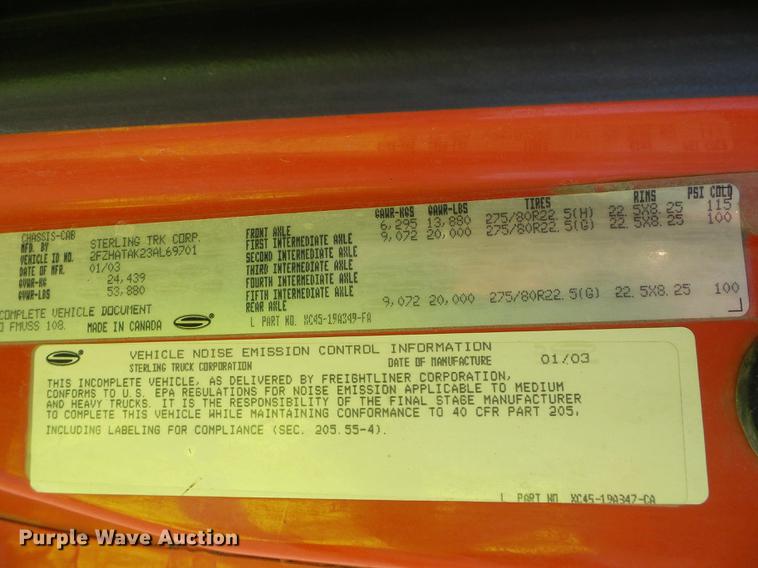 CHASSIS-CAB
MFD. BY STERLING TRK CORP.
VEHICLE ID NO. 2FZHATAK23AL69701
DATE OF MFR. 01/03
GVWR-KG 24,439
GVWR-LBS 53,880
COMPLETE VEHICLE DOCUMENT
FMVSS 108. MADE IN CANADA
GAWR-KGS GAWR-LBS TIRES RIMS PSI COLD
FRONT AXLE 6,295 13,880 275/80R22.5(H) 22.5X8.25 115
FIRST INTERMEDIATE AXLE 9,072 20,000 275/80R22.5(G) 22.5X8.25 100
SECOND INTERMEDIATE AXLE
THIRD INTERMEDIATE AXLE
FOURTH INTERMEDIATE AXLE
FIFTH INTERMEDIATE AXLE
REAR AXLE 9,072 20,000 275/80R22.5(G) 22.5X8.25 100
L PART NO. XC45-19A349-FA
VEHICLE NOISE EMISSION CONTROL INFORMATION
STERLING TRUCK CORPORATION DATE OF MANUFACTURE 01/03
THIS INCOMPLETE VEHICLE, AS DELIVERED BY FREIGHTLINER CORPORATION,
CONFORMS TO U.S. EPA REGULATIONS FOR NOISE EMISSION APPLICABLE TO MEDIUM
AND HEAVY TRUCKS. IT IS THE RESPONSIBILITY OF THE FINAL STAGE MANUFACTURER
TO COMPLETE THIS VEHICLE WHILE MAINTAINING CONFORMANCE TO 40 CFR PART 205,
INCLUDING LABELING FOR COMPLIANCE (SEC. 205.55-4).
L PART NO. XC45-19A347-CA
Purple Wave Auction